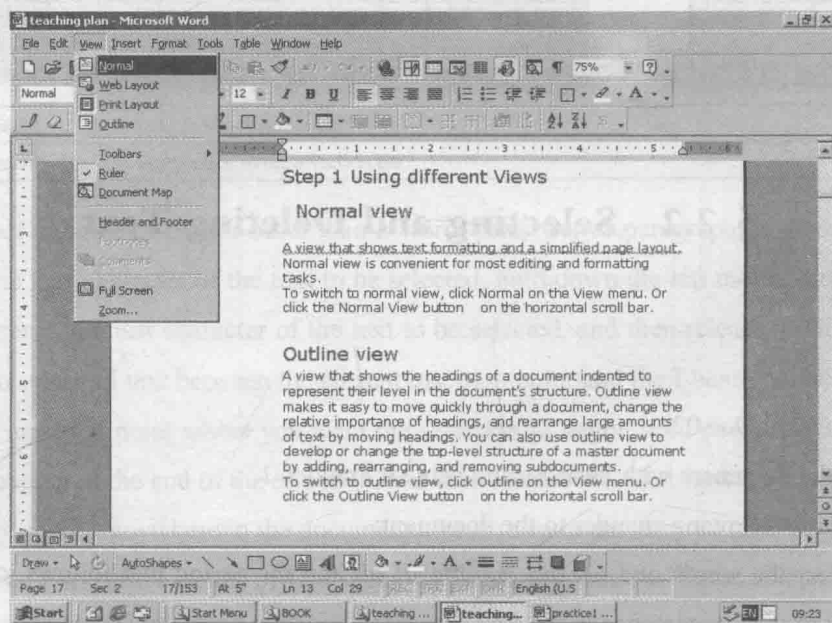 teaching plan - Microsoft Word
File Edit View Insert Format Tools Table Window Help
75%
Normal 12 B I U A
Normal
Web Layout
Print Layout
Outline
Toolbars
Ruler
Document Map
Header and Footer
Footnotes
Comments
Full Screen
Zoom...
1 2 3 4 5 6
Step 1 Using different Views
Normal view
A view that shows text formatting and a simplified page layout.
Normal view is convenient for most editing and formatting
tasks.
To switch to normal view, click Normal on the View menu. Or
click the Normal View button on the horizontal scroll bar.
Outline view
A view that shows the headings of a document indented to
represent their level in the document's structure. Outline view
makes it easy to move quickly through a document, change the
relative importance of headings, and rearrange large amounts
of text by moving headings. You can also use outline view to
develop or change the top-level structure of a master document
by adding, rearranging, and removing subdocuments.
To switch to outline view, click Outline on the View menu. Or
click the Outline View button on the horizontal scroll bar.
Draw AutoShapes A
Page 17 Sec 2 17/153 At 5" Ln 13 Col 29 REC TRK EXT OVR English (U.S
Start Start Menu BOOK teaching ... teaching... practice1 ... EN 09:23